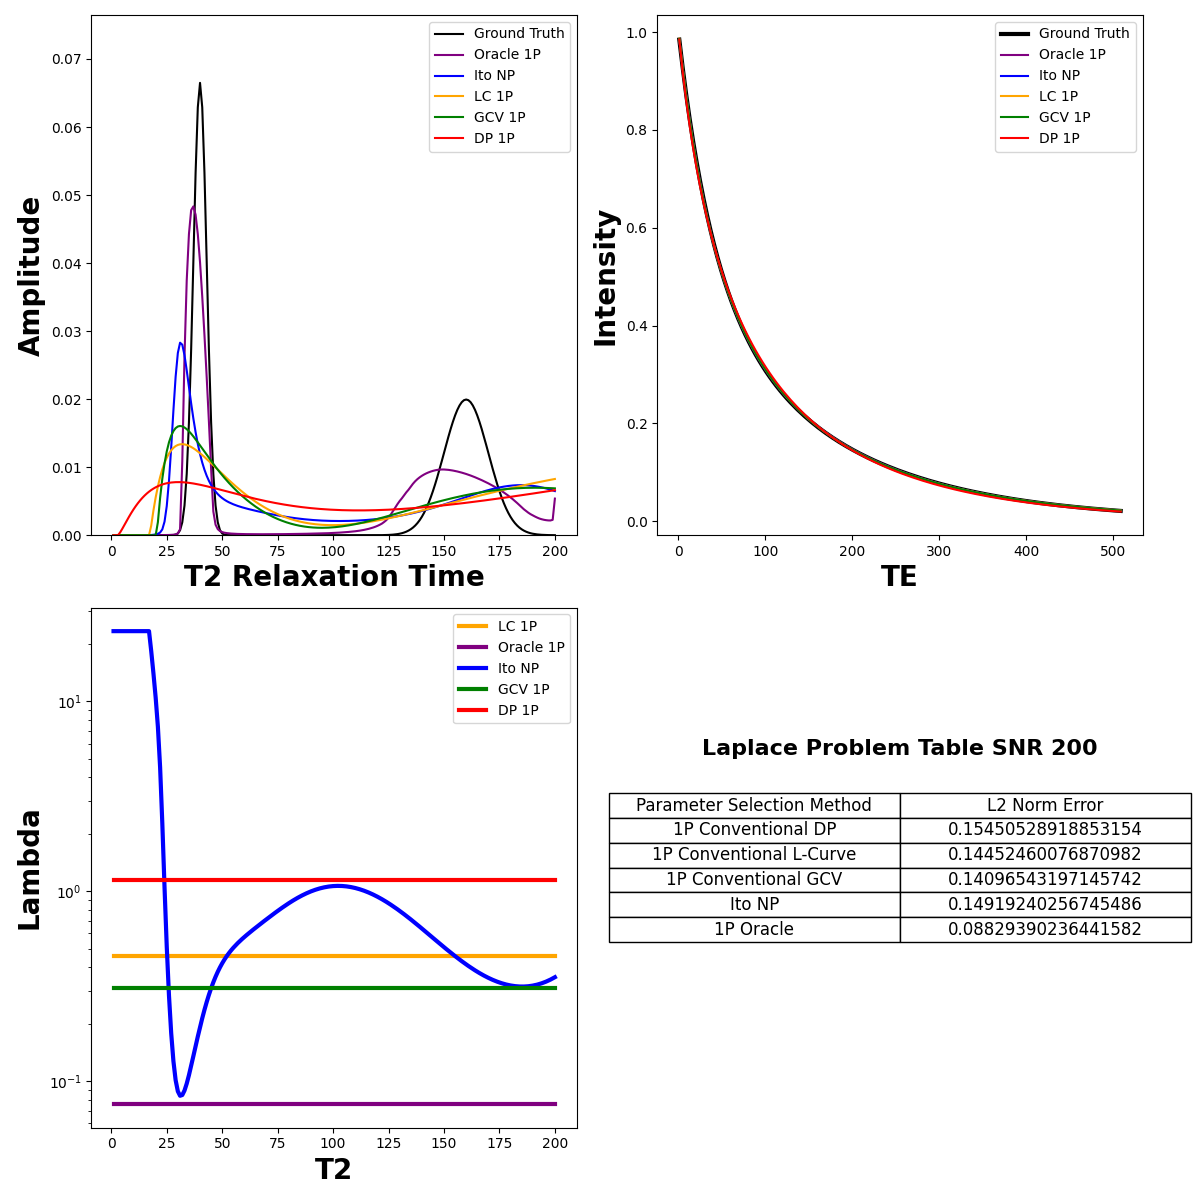 Amplitude
0.07
0.06
0.05
0.04
0.03
0.02
0.01
0.00
0 25 50 75 100 125 150 175 200
T2 Relaxation Time
Ground Truth
Oracle 1P
Ito NP
LC 1P
GCV 1P
DP 1P
Intensity
1.0
0.8
0.6
0.4
0.2
0.0
0 100 200 300 400 500
TE
Ground Truth
Oracle 1P
Ito NP
LC 1P
GCV 1P
DP 1P
Lambda
10¹
10⁰
10⁻¹
0 25 50 75 100 125 150 175 200
T2
LC 1P
Oracle 1P
Ito NP
GCV 1P
DP 1P
Laplace Problem Table SNR 200
Parameter Selection Method L2 Norm Error
1P Conventional DP 0.15450528918853154
1P Conventional L-Curve 0.14452460076870982
1P Conventional GCV 0.14096543197145742
Ito NP 0.14919240256745486
1P Oracle 0.08829390236441582